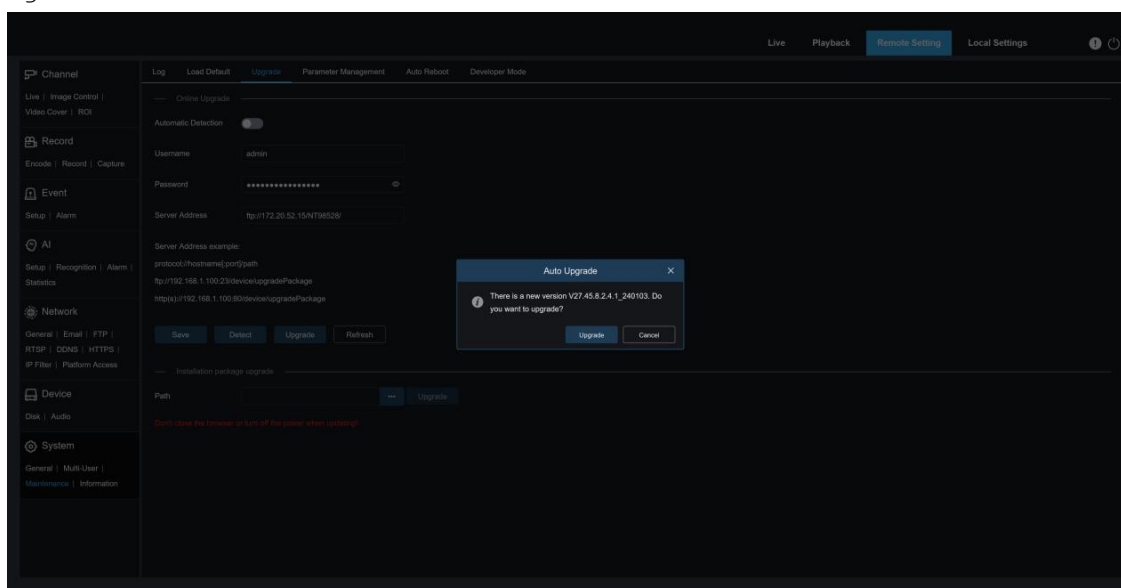 Live Playback Remote Setting Local Settings
Channel
Live | Image Control |
Video Cover | ROI
Record
Encode | Record | Capture
Event
Setup | Alarm
AI
Setup | Recognition | Alarm |
Statistics
Network
General | Email | FTP |
RTSP | DDNS | HTTPS |
IP Filter | Platform Access
Device
Disk | Audio
System
General | Multi-User |
Maintenance | Information
Log Load Default Upgrade Parameter Management Auto Reboot Developer Mode
Online Upgrade
Automatic Detection
Username admin
Password ****************
Server Address ftp://172.20.52.15/NT98528/
Server Address example:
protocol://hostname[:port]/path
ftp://192.168.1.100:23/device/upgradePackage
http(s)://192.168.1.100:80/device/upgradePackage
Save Detect Upgrade Refresh
Installation package upgrade
Path ... Upgrade
Don't close the browser or turn off the power when updating!
Auto Upgrade
There is a new version V27.45.8.2.4.1_240103. Do
you want to upgrade?
Upgrade Cancel